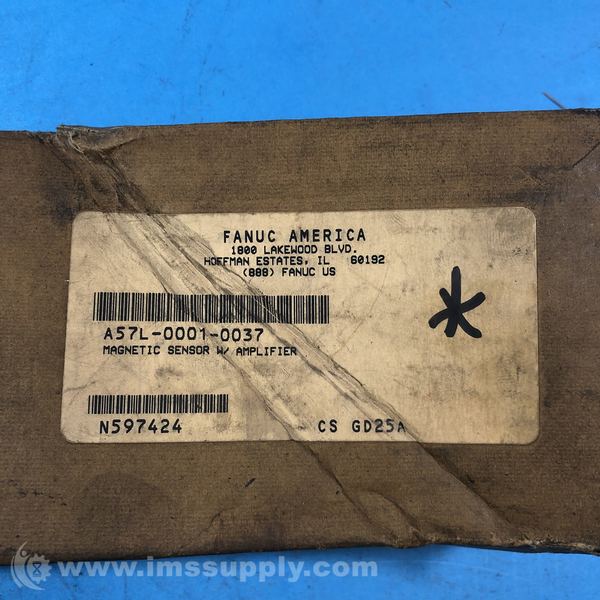 FANUC AMERICA
1800 LAKEWOOD BLVD.
HOFFMAN ESTATES, IL 60192
(888) FANUC US
A57L-0001-0037
MAGNETIC SENSOR W/ AMPLIFIER
N597424 CS GD25A
www.imssupply.com